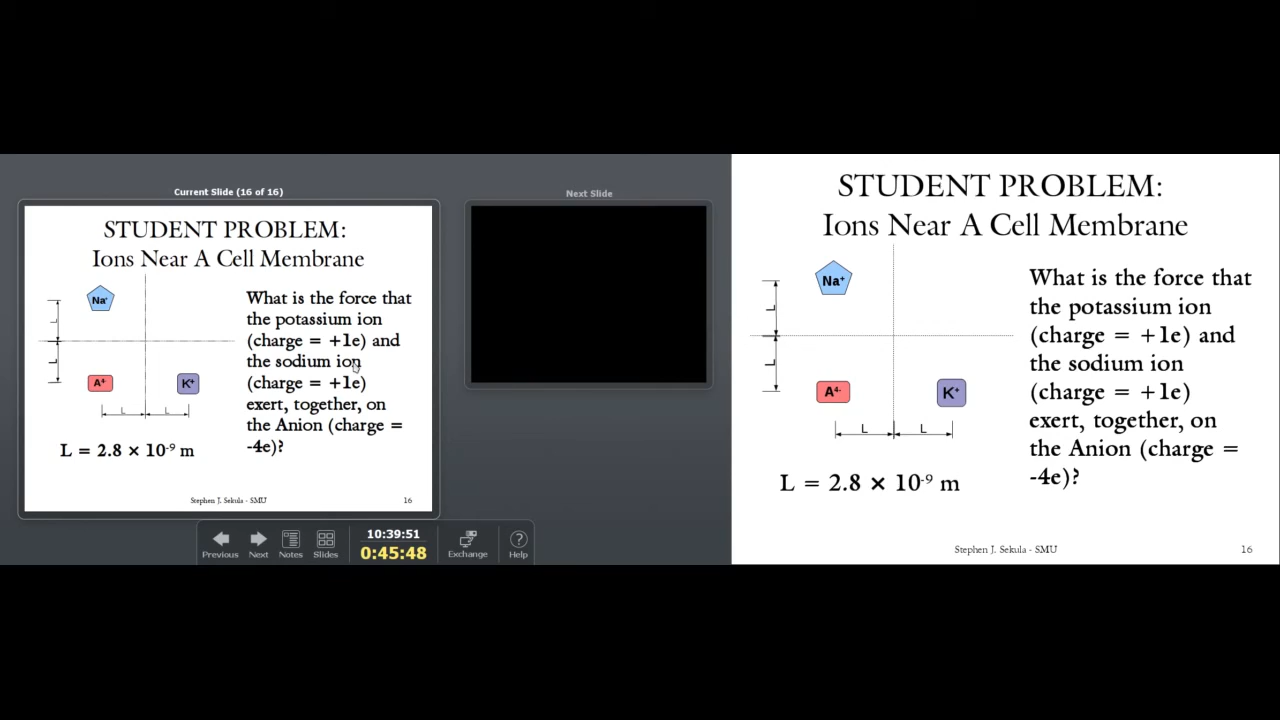 Current Slide (16 of 16)
STUDENT PROBLEM:
Ions Near A Cell Membrane
Na⁺
L
L
A⁴⁻
K⁺
L
L
L = 2.8 × 10⁻⁹ m
What is the force that
the potassium ion
(charge = +1e) and
the sodium ion
(charge = +1e)
exert, together, on
the Anion (charge =
-4e)?
Stephen J. Sekula - SMU
16
Next Slide
Previous
Next
Notes
Slides
10:39:51
0:45:48
Exchange
Help
STUDENT PROBLEM:
Ions Near A Cell Membrane
Na⁺
L
L
A⁴⁻
K⁺
L
L
L = 2.8 × 10⁻⁹ m
What is the force that
the potassium ion
(charge = +1e) and
the sodium ion
(charge = +1e)
exert, together, on
the Anion (charge =
-4e)?
Stephen J. Sekula - SMU
16